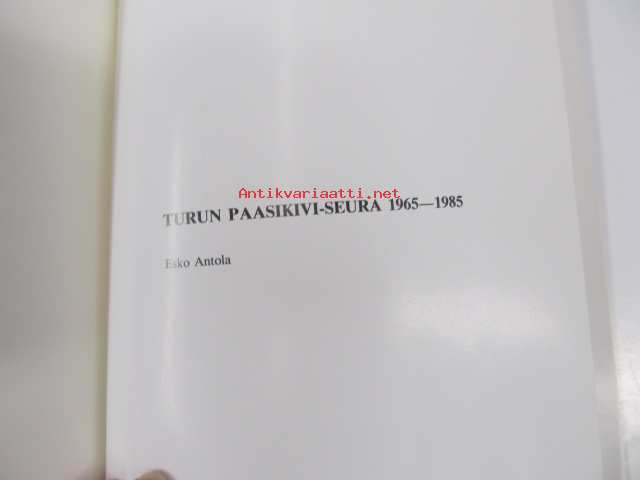 Antikvariaatti.net
TURUN PAASIKIVI-SEURA 1965—1985
Esko Antola